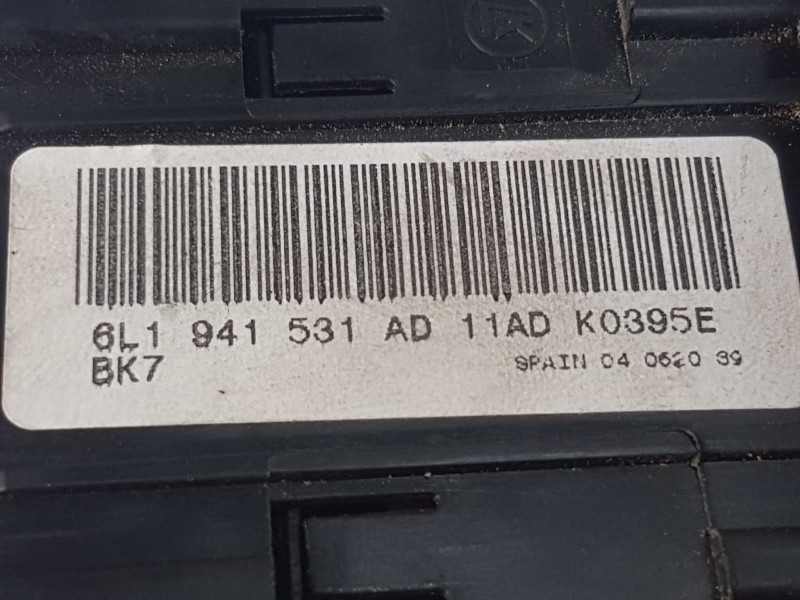 6L1 941 531 AD 11AD K0395E
BK7 SPAIN 04 0620 39